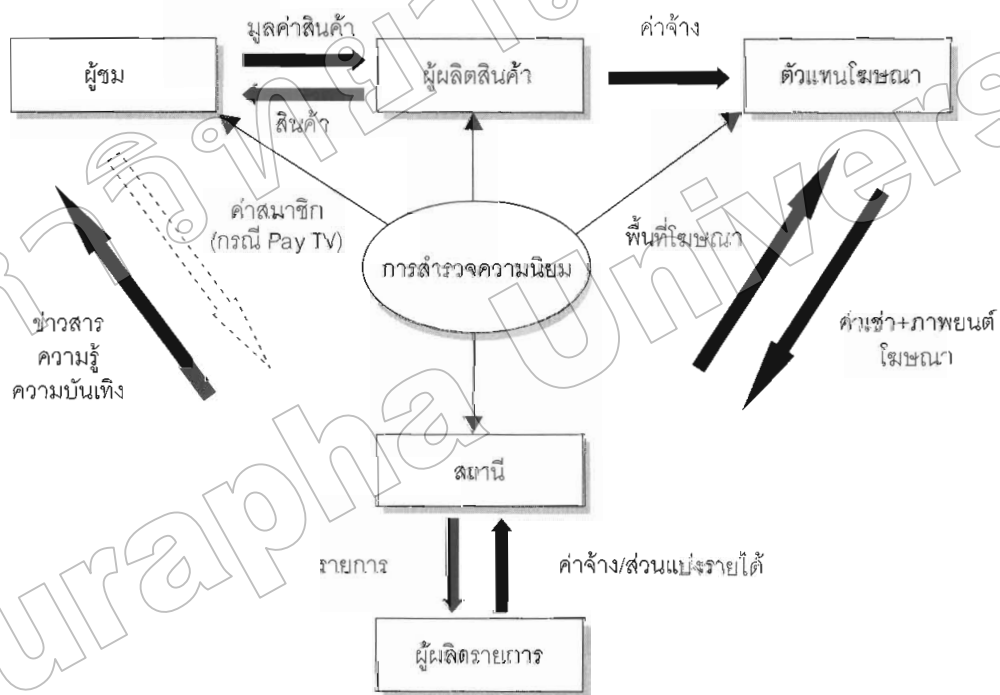 มูลค่าสินค้า
ค่าจ้าง
ผู้ชม
ผู้ผลิตสินค้า
ตัวแทนโฆษณา
สินค้า
ค่าสมาชิก
(กรณี Pay TV)
พื้นที่โฆษณา
การสำรวจความนิยม
ข่าวสาร
ความรู้
ความบันเทิง
ค่าเช่า+ภาพยนต์
โฆษณา
สถานี
รายการ
ค่าจ้าง/ส่วนแบ่งรายได้
ผู้ผลิตรายการ
urapha Univers